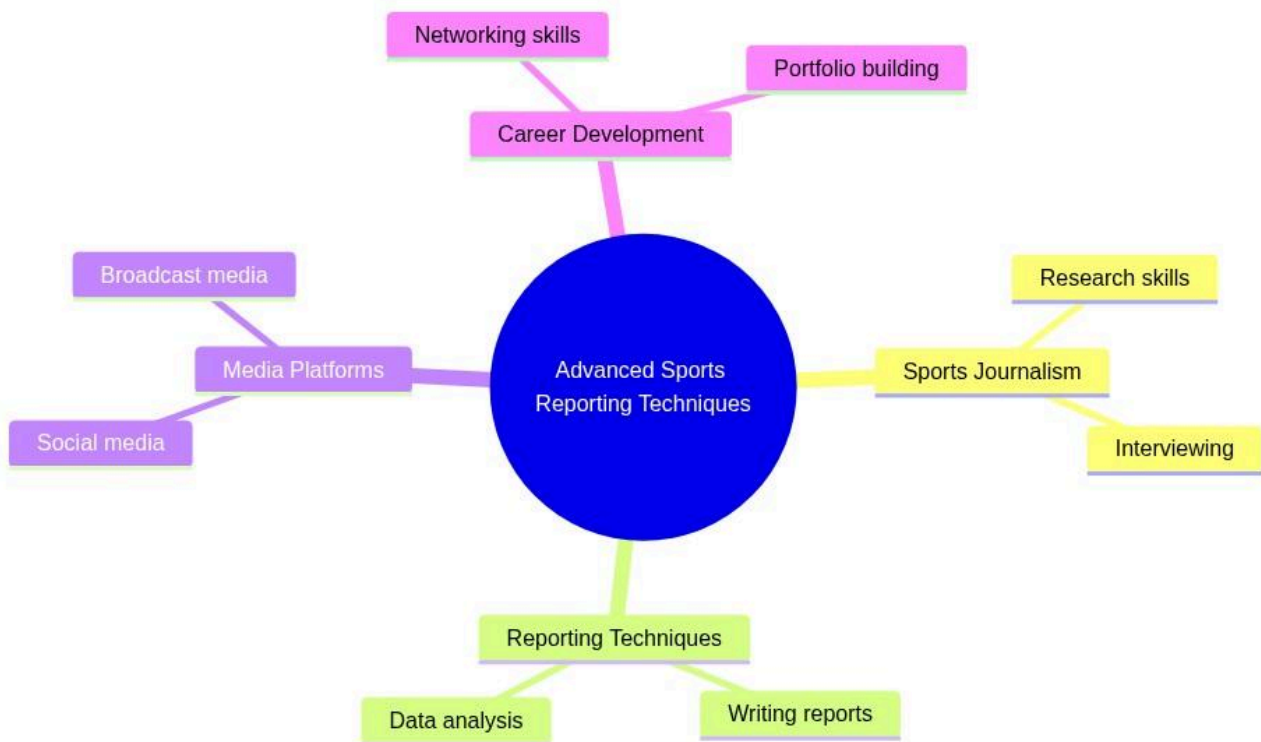 Networking skills
Portfolio building
Career Development
Broadcast media
Research skills
Media Platforms
Advanced Sports
Reporting Techniques
Sports Journalism
Social media
Interviewing
Reporting Techniques
Data analysis
Writing reports